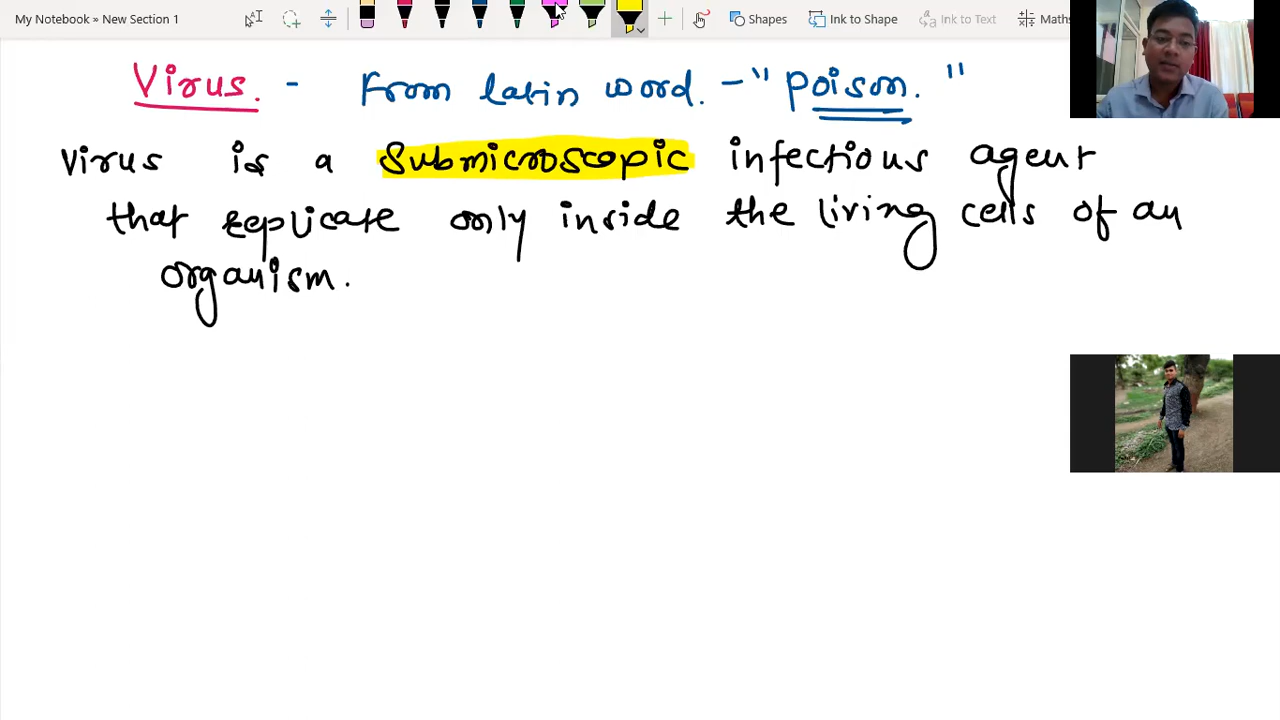 My Notebook » New Section 1
Shapes
Ink to Shape
Ink to Text
Maths
Virus. - From latin word. - "poison."
Virus is a Submicroscopic infectious agent
that replicate only inside the living cells of an
organism.